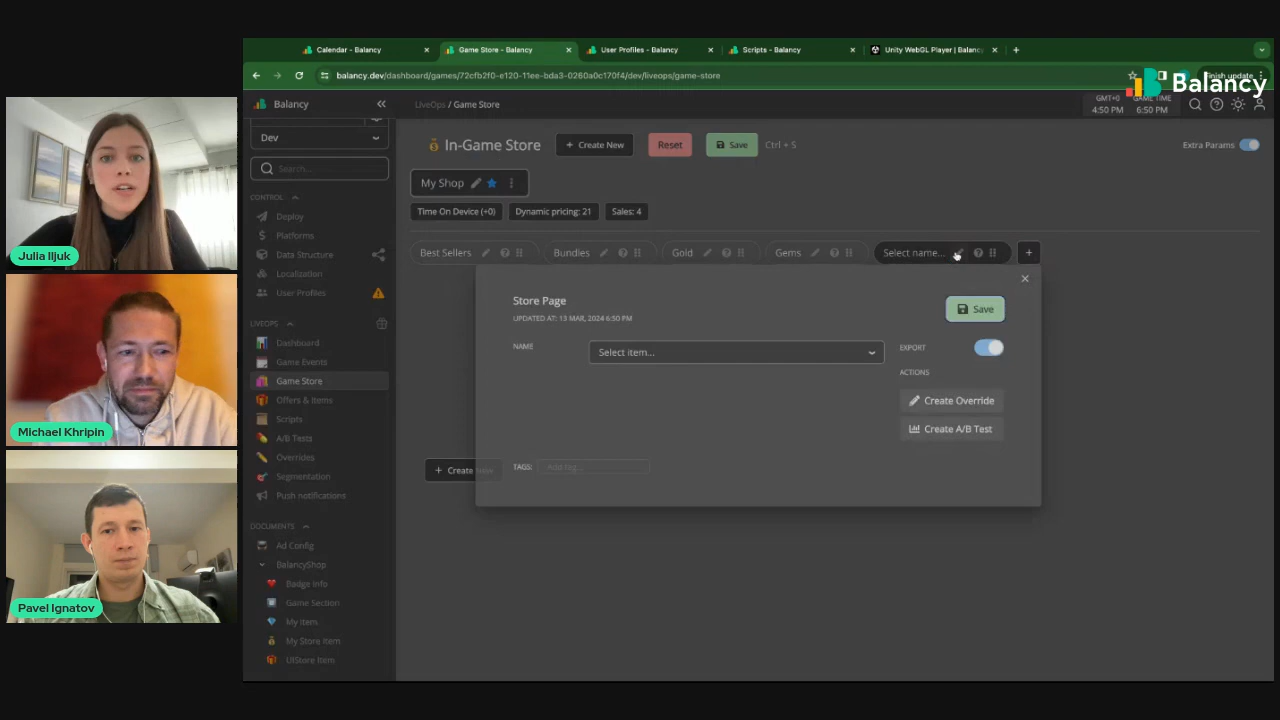 Calendar - Balancy
Game Store - Balancy
User Profiles - Balancy
Scripts - Balancy
Unity WebGL Player | Balanc
balancy.dev/dashboard/games/72cfb2f0-e120-11ee-bda3-0260a0c170f4/dev/liveops/game-store
Finish update
Balancy
Balancy
LiveOps / Game Store
GMT+0
4:50 PM
GAME TIME
6:50 PM
Dev
Search...
In-Game Store
+ Create New
Reset
Save
Ctrl + S
Extra Params
My Shop
Time On Device (+0)
Dynamic pricing: 21
Sales: 4
Best Sellers
Bundles
Gold
Gems
Select name...
+
CONTROL
Deploy
Platforms
Data Structure
Localization
User Profiles
LIVEOPS
Dashboard
Game Events
Game Store
Offers & Items
Scripts
A/B Tests
Overrides
Segmentation
Push notifications
DOCUMENTS
Ad Config
BalancyShop
Badge Info
Game Section
My Item
My Store Item
UIStore Item
Store Page
UPDATED AT: 13 MAR, 2024 6:50 PM
Save
NAME
Select item...
EXPORT
ACTIONS
Create Override
Create A/B Test
+ Create New
TAGS:
Add tag...
Julia Iljuk
Michael Khripin
Pavel Ignatov